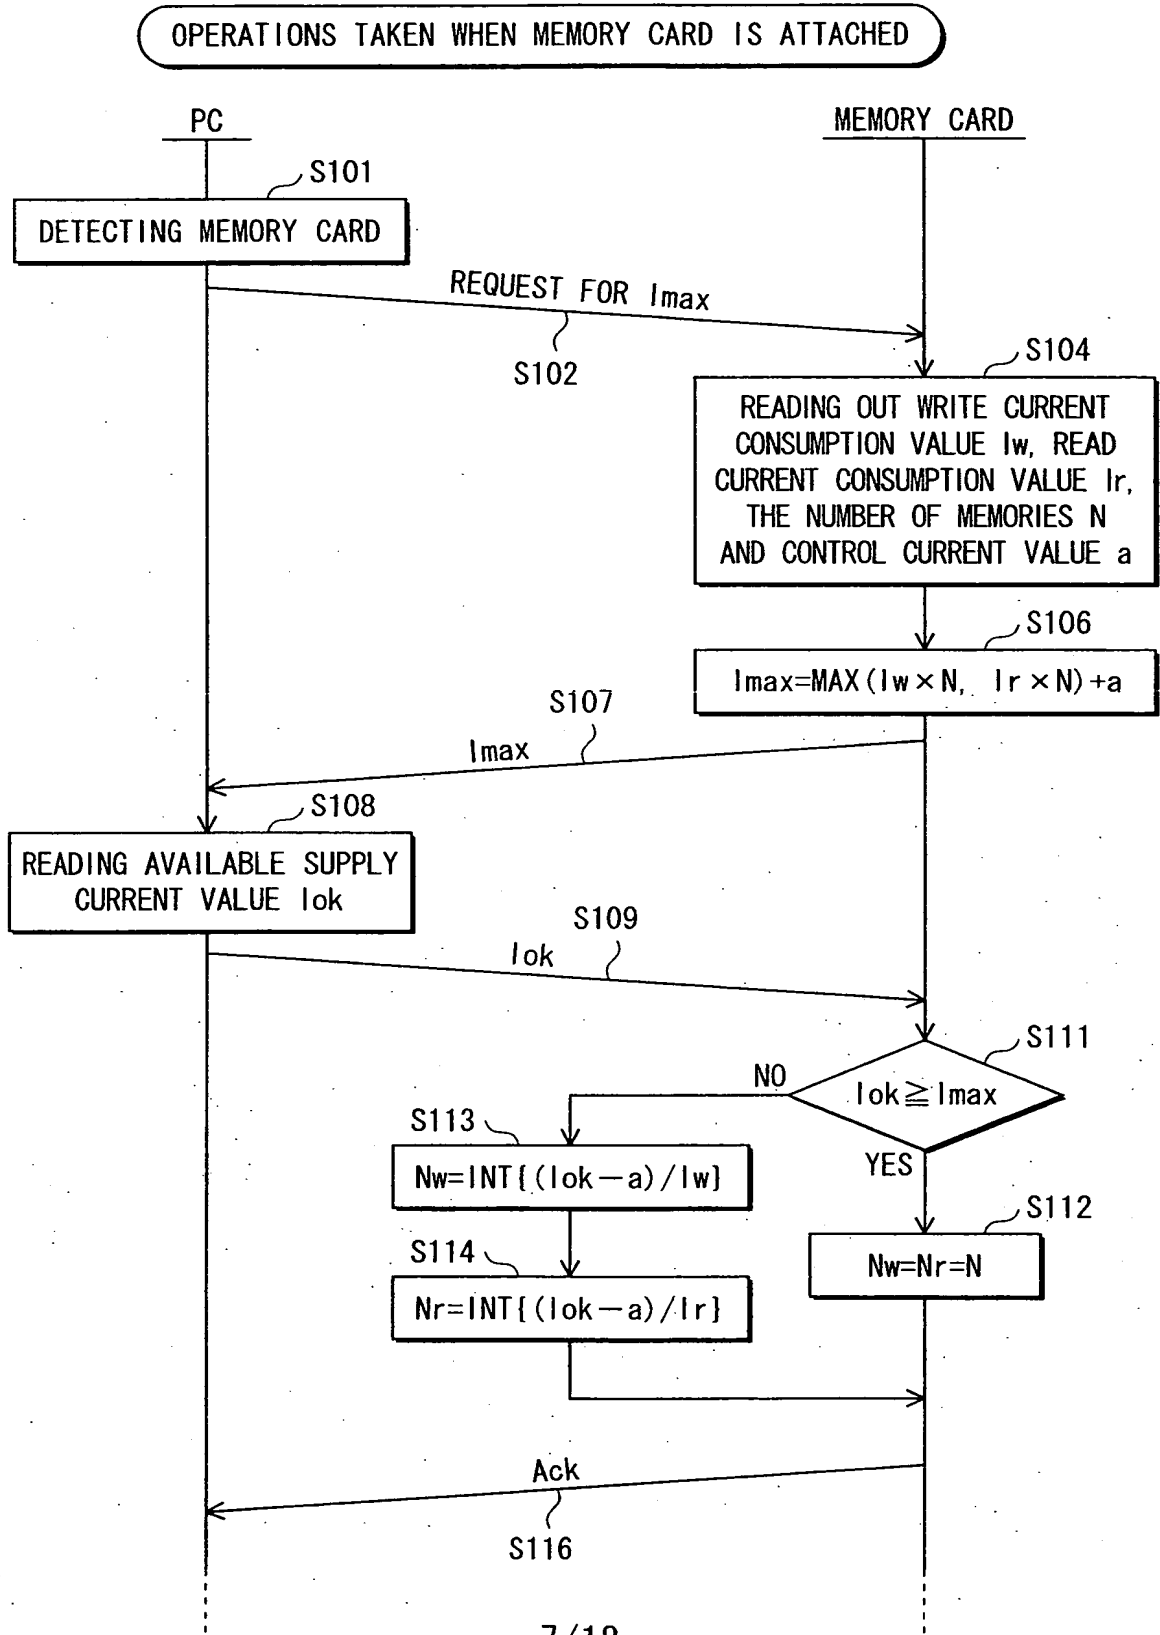 OPERATIONS TAKEN WHEN MEMORY CARD IS ATTACHED
PC
MEMORY CARD
S101
DETECTING MEMORY CARD
REQUEST FOR Imax
S102
S104
READING OUT WRITE CURRENT
CONSUMPTION VALUE Iw, READ
CURRENT CONSUMPTION VALUE Ir,
THE NUMBER OF MEMORIES N
AND CONTROL CURRENT VALUE a
S106
Imax=MAX(Iw×N, Ir×N)+a
S107
Imax
S108
READING AVAILABLE SUPPLY
CURRENT VALUE Iok
S109
Iok
S111
Iok≧Imax
NO
YES
S113
Nw=INT{(Iok−a)/Iw}
S112
Nw=Nr=N
S114
Nr=INT{(Iok−a)/Ir}
Ack
S116